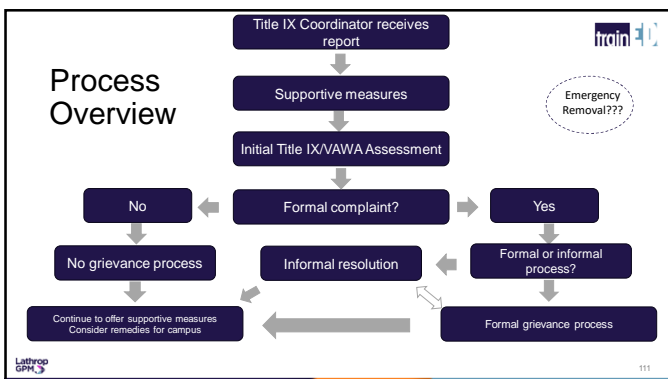 Title IX Coordinator receives
report
trainED
Process
Overview
Supportive measures
Emergency
Removal???
Initial Title IX/VAWA Assessment
No
Formal complaint?
Yes
No grievance process
Informal resolution
Formal or informal
process?
Continue to offer supportive measures
Consider remedies for campus
Formal grievance process
Lathrop
GPM
111